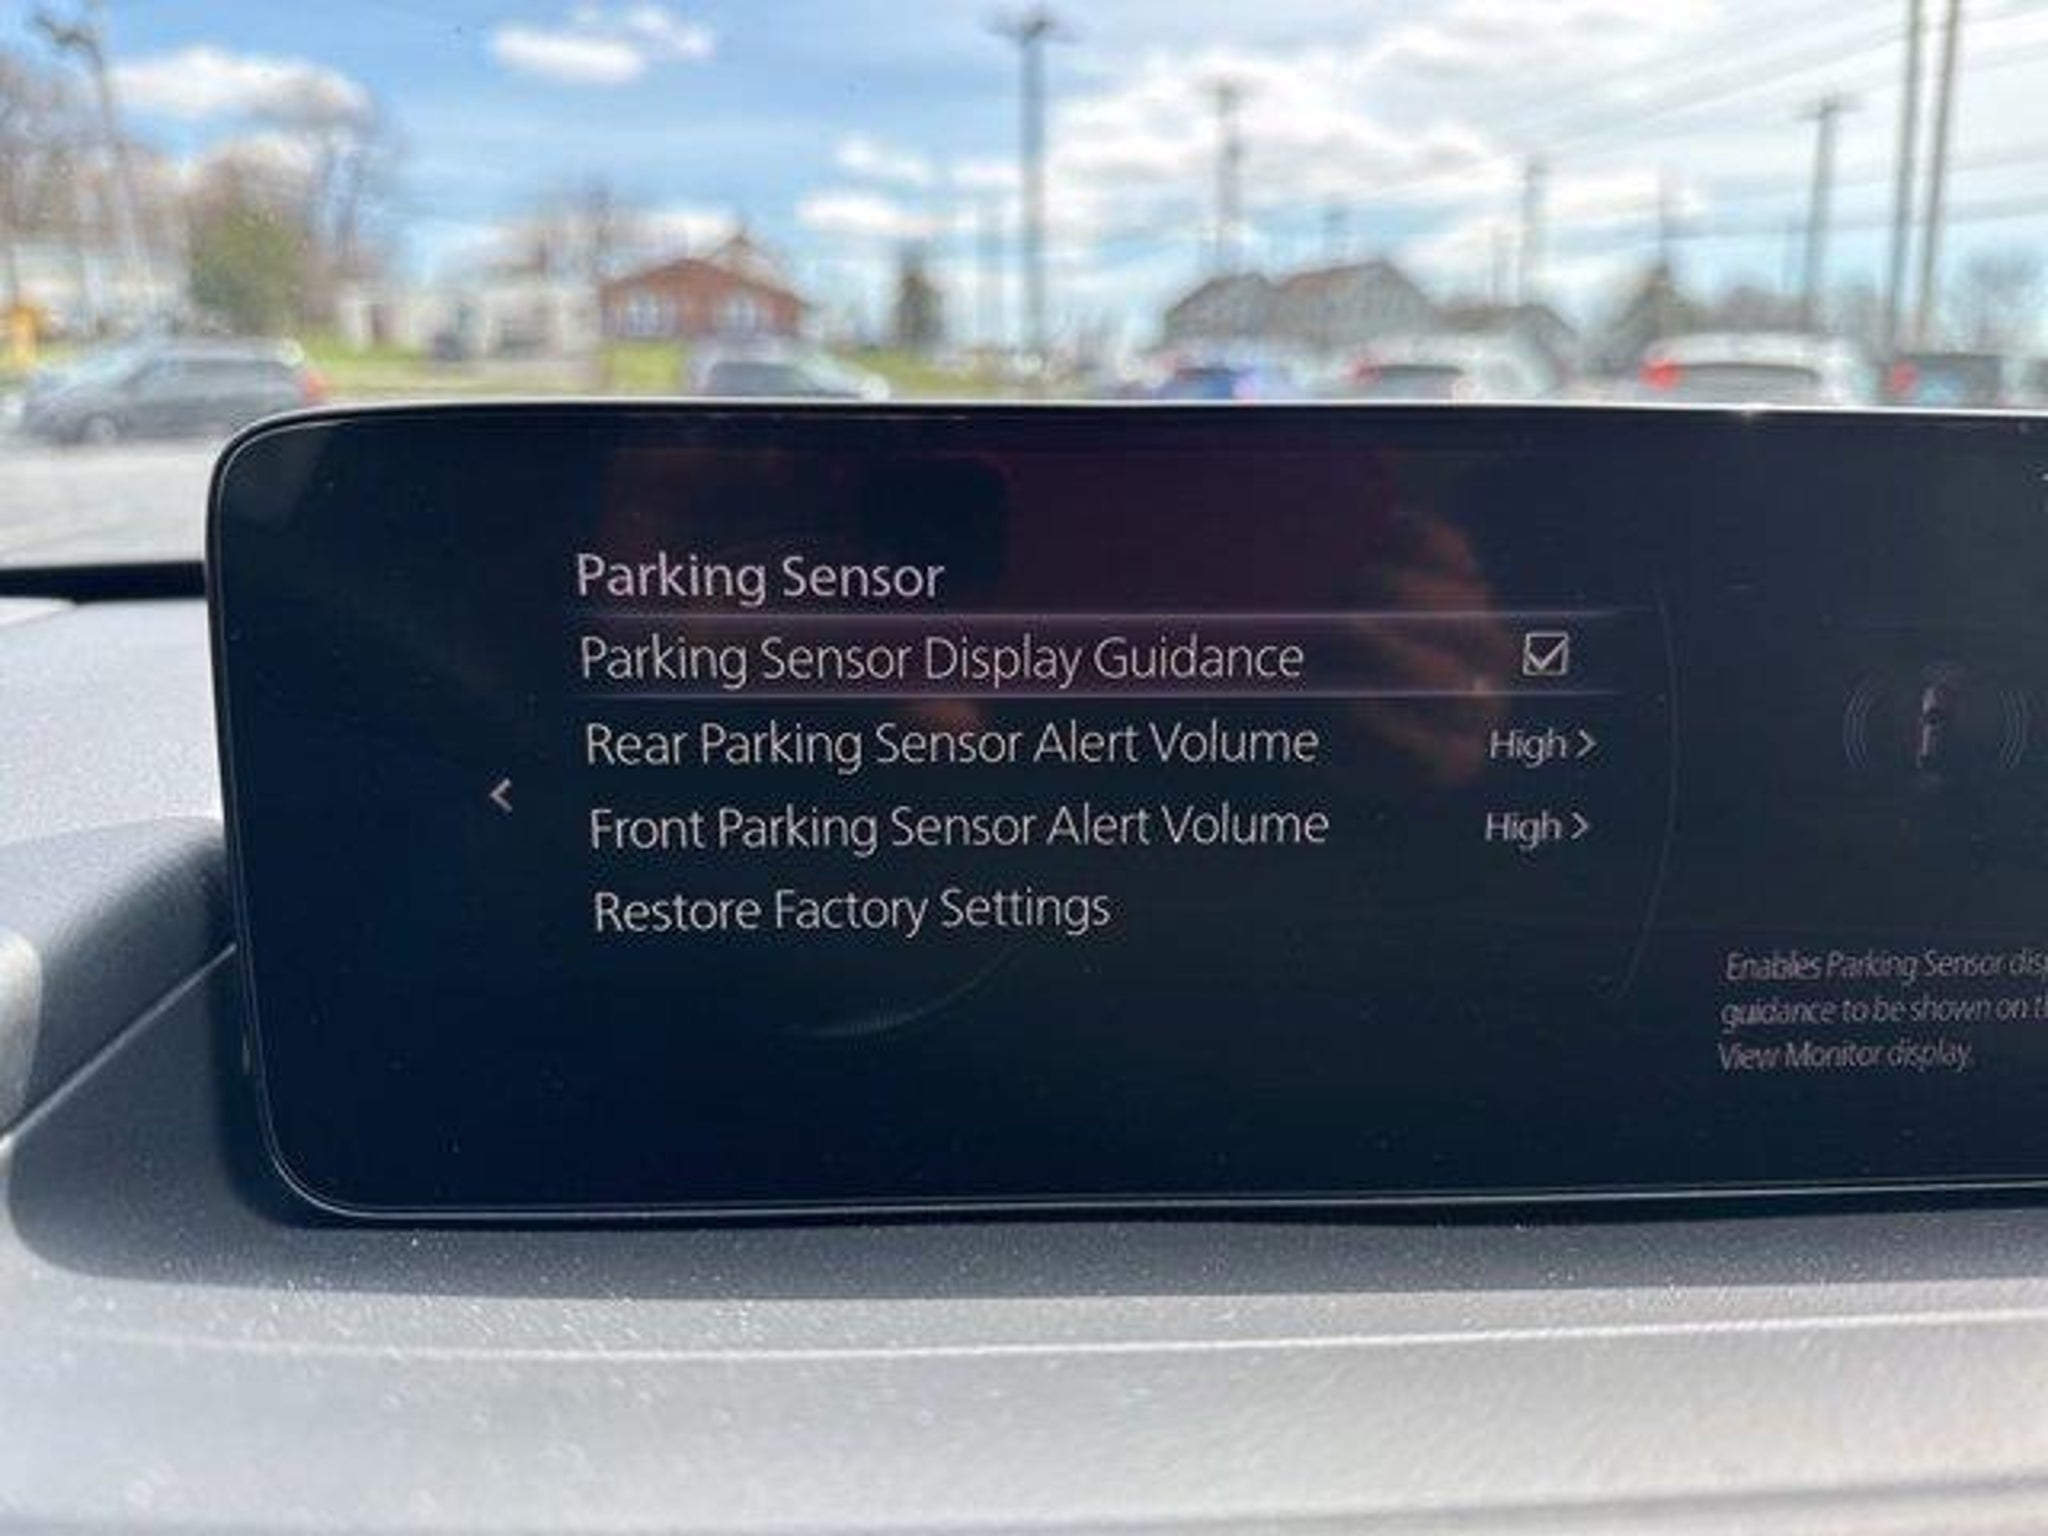 Parking Sensor
Parking Sensor Display Guidance
Rear Parking Sensor Alert Volume High >
Front Parking Sensor Alert Volume High >
Restore Factory Settings
Enables Parking Sensor
guidance to be shown on
View Monitor display.